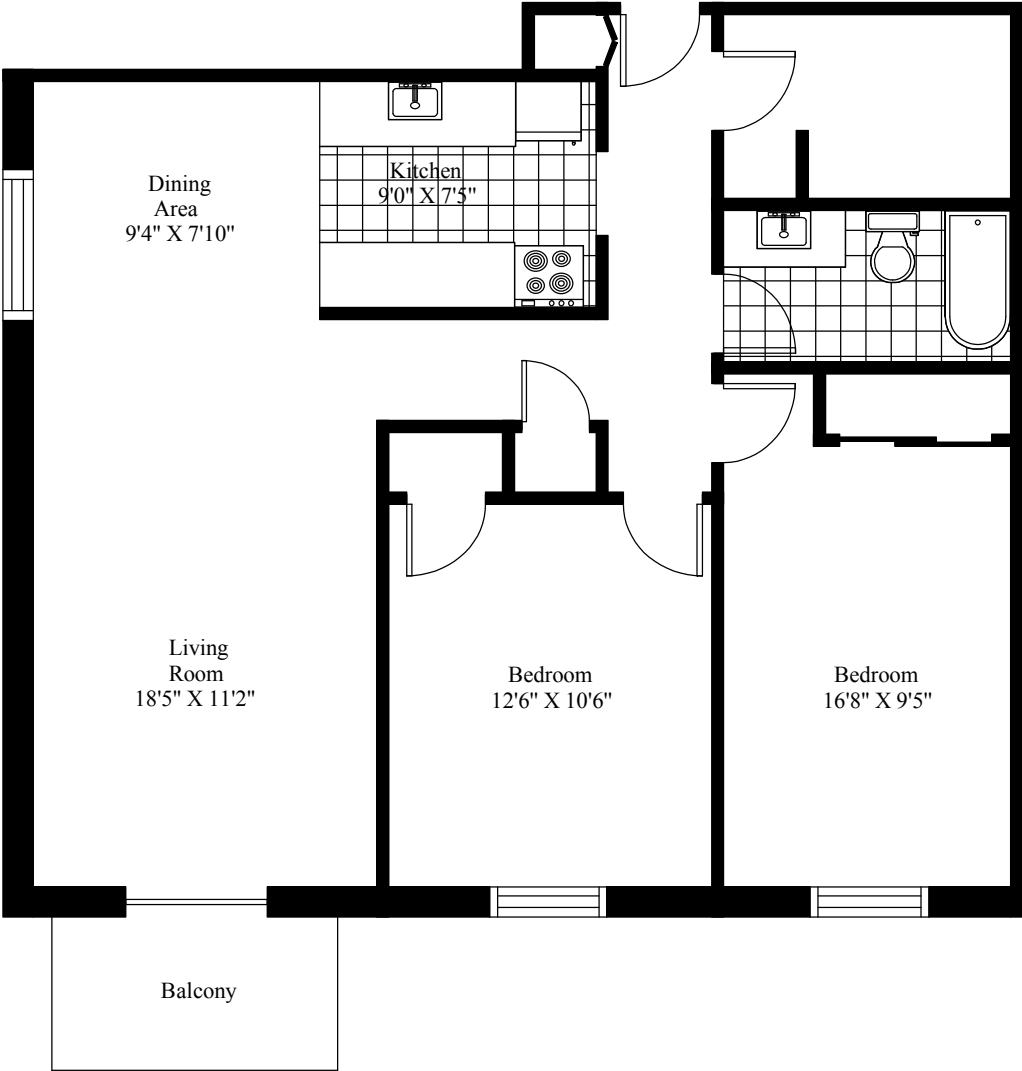 Kitchen
9'0" X 7'5"
Dining
Area
9'4" X 7'10"
Living
Room
18'5" X 11'2"
Bedroom
12'6" X 10'6"
Bedroom
16'8" X 9'5"
Balcony